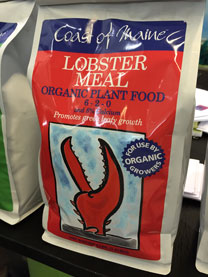 Coast of Maine
LOBSTER
MEAL
ORGANIC PLANT FOOD
6-2-0
Promotes green leafy growth
FOR USE BY
ORGANIC
GROWERS